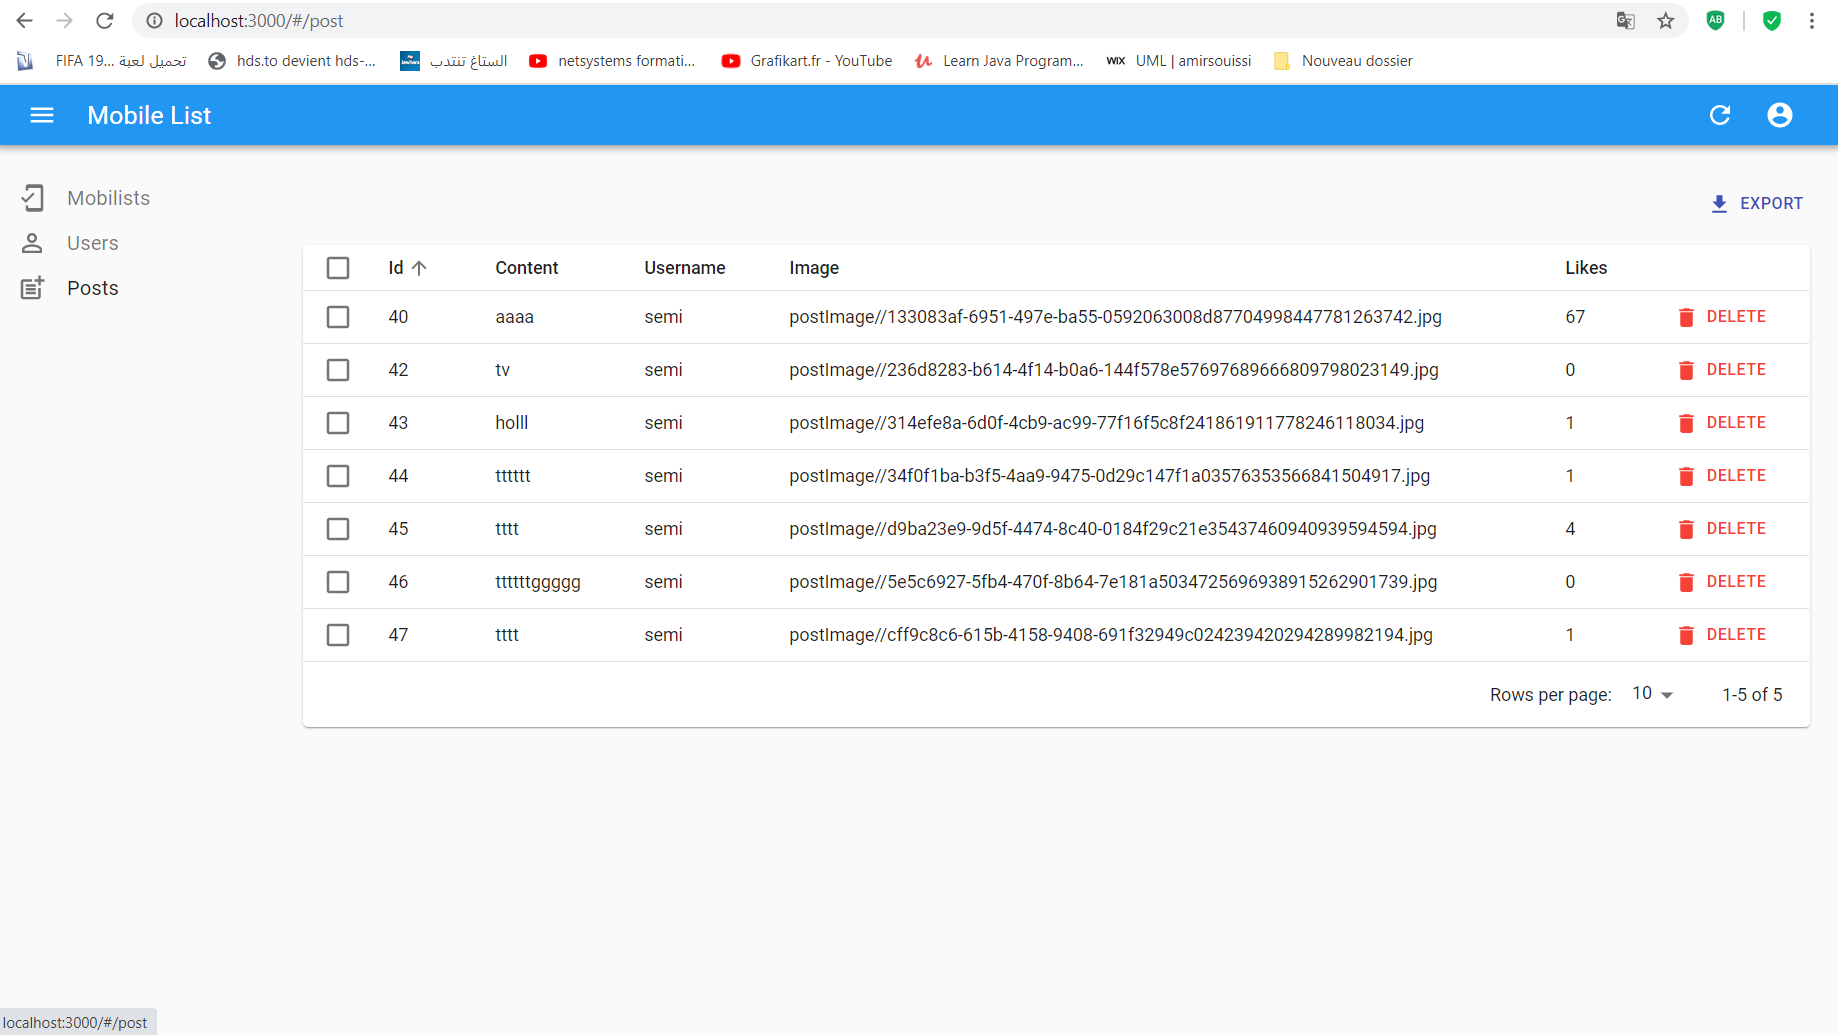 localhost:3000/#/post
FIFA 19... تحميل لعبة hds.to devient hds-... الستاغ تنتدب netsystems formati... Grafikart.fr - YouTube Learn Java Program... WIX UML | amirsouissi Nouveau dossier
Mobile List
Mobilists
Users
Posts
EXPORT
Id Content Username Image Likes
40 aaaa semi postImage//133083af-6951-497e-ba55-0592063008d87704998447781263742.jpg 67 DELETE
42 tv semi postImage//236d8283-b614-4f14-b0a6-144f578e57697689666809798023149.jpg 0 DELETE
43 holll semi postImage//314efe8a-6d0f-4cb9-ac99-77f16f5c8f241861911778246118034.jpg 1 DELETE
44 tttttt semi postImage//34f0f1ba-b3f5-4aa9-9475-0d29c147f1a03576353566841504917.jpg 1 DELETE
45 tttt semi postImage//d9ba23e9-9d5f-4474-8c40-0184f29c21e35437460940939594594.jpg 4 DELETE
46 ttttttggggg semi postImage//5e5c6927-5fb4-470f-8b64-7e181a50347256969389152629​01739.jpg 0 DELETE
47 tttt semi postImage//cff9c8c6-615b-4158-9408-691f32949c024239420294289982194.jpg 1 DELETE
Rows per page: 10 1-5 of 5
localhost:3000/#/post